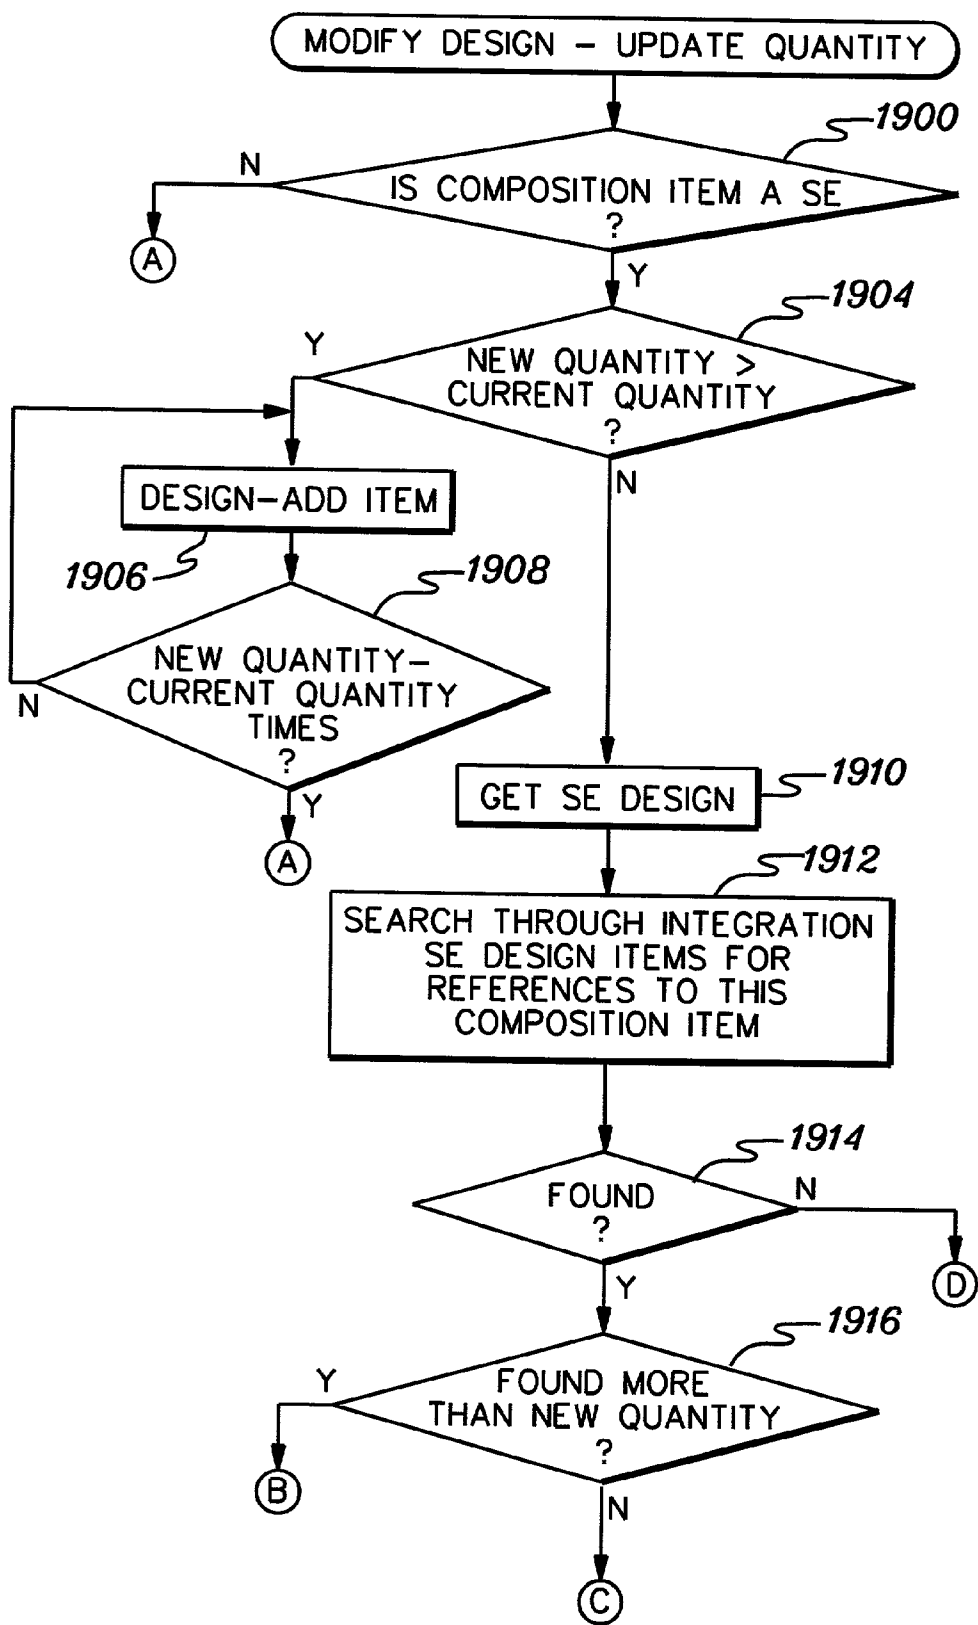 MODIFY DESIGN - UPDATE QUANTITY
1900
N
IS COMPOSITION ITEM A SE
?
A
Y
1904
Y
NEW QUANTITY >
CURRENT QUANTITY
?
N
DESIGN-ADD ITEM
1906
1908
NEW QUANTITY-
CURRENT QUANTITY
TIMES
?
N
Y
A
GET SE DESIGN
1910
1912
SEARCH THROUGH INTEGRATION
SE DESIGN ITEMS FOR
REFERENCES TO THIS
COMPOSITION ITEM
1914
FOUND
?
N
D
Y
1916
Y
FOUND MORE
THAN NEW QUANTITY
?
B
N
C